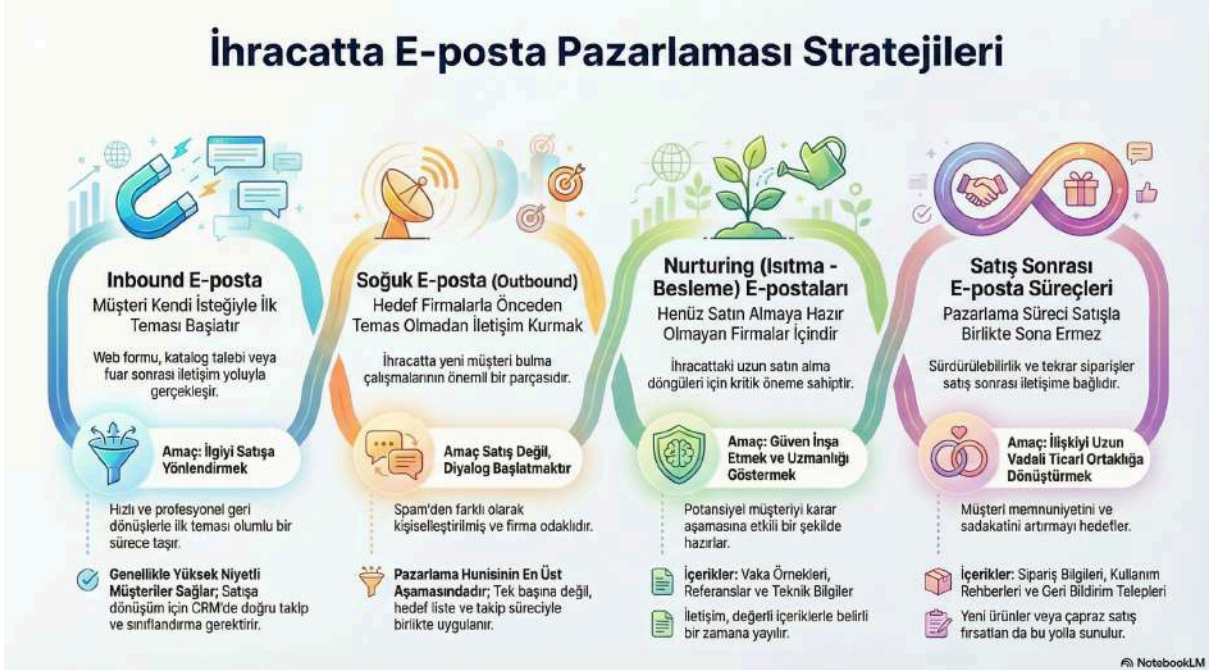 İhracatta E-posta Pazarlaması Stratejileri
Inbound E-posta
Müşteri Kendi İsteğiyle İlk
Teması Başlatır
Web formu, katalog talebi veya
fuar sonrası iletişim yoluyla
gerçekleşir.
Amaç: İlgiyi Satışa
Yönlendirmek
Hızlı ve profesyonel geri
dönüşlerle ilk teması olumlu bir
sürece taşır.
Genellikle Yüksek Niyetli
Müşteriler Sağlar; Satışa
dönüşüm için CRM'de doğru takip
ve sınıflandırma gerektirir.
Soğuk E-posta (Outbound)
Hedef Firmalarla Önceden
Temas Olmadan İletişim Kurmak
İhracatta yeni müşteri bulma
çalışmalarının önemli bir parçasıdır.
Amaç Satış Değil,
Diyalog Başlatmaktır
Spam'den farklı olarak
kişiselleştirilmiş ve firma odaklıdır.
Pazarlama Hunisinin En Üst
Aşamasındadır; Tek başına değil,
hedef liste ve takip süreciyle
birlikte uygulanır.
Nurturing (Isıtma -
Besleme) E-postaları
Henüz Satın Almaya Hazır
Olmayan Firmalar İçindir
İhracattaki uzun satın alma
döngüleri için kritik öneme sahiptir.
Amaç: Güven İnşa
Etmek ve Uzmanlığı
Göstermek
Potansiyel müşteriyi karar
aşamasına etkili bir şekilde
hazırlar.
İçerikler: Vaka Örnekleri,
Referanslar ve Teknik Bilgiler
İletişim, değerli içeriklerle belirli
bir zamana yayılır.
Satış Sonrası
E-posta Süreçleri
Pazarlama Süreci Satışla
Birlikte Sona Ermez
Sürdürülebilirlik ve tekrar siparişler
satış sonrası iletişime bağlıdır.
Amaç: İlişkiyi Uzun
Vadali Ticarl Ortaklığa
Dönüştürmek
Müşteri memnuniyetini ve
sadakatini artırmayı hedefler.
İçerikler: Sipariş Bilgileri, Kullanım
Rehberleri ve Geri Bildirim Telepleri
Yeni ürünler veya çapraz satış
fırsatlan da bu yolla sunulur.
NotebookLM